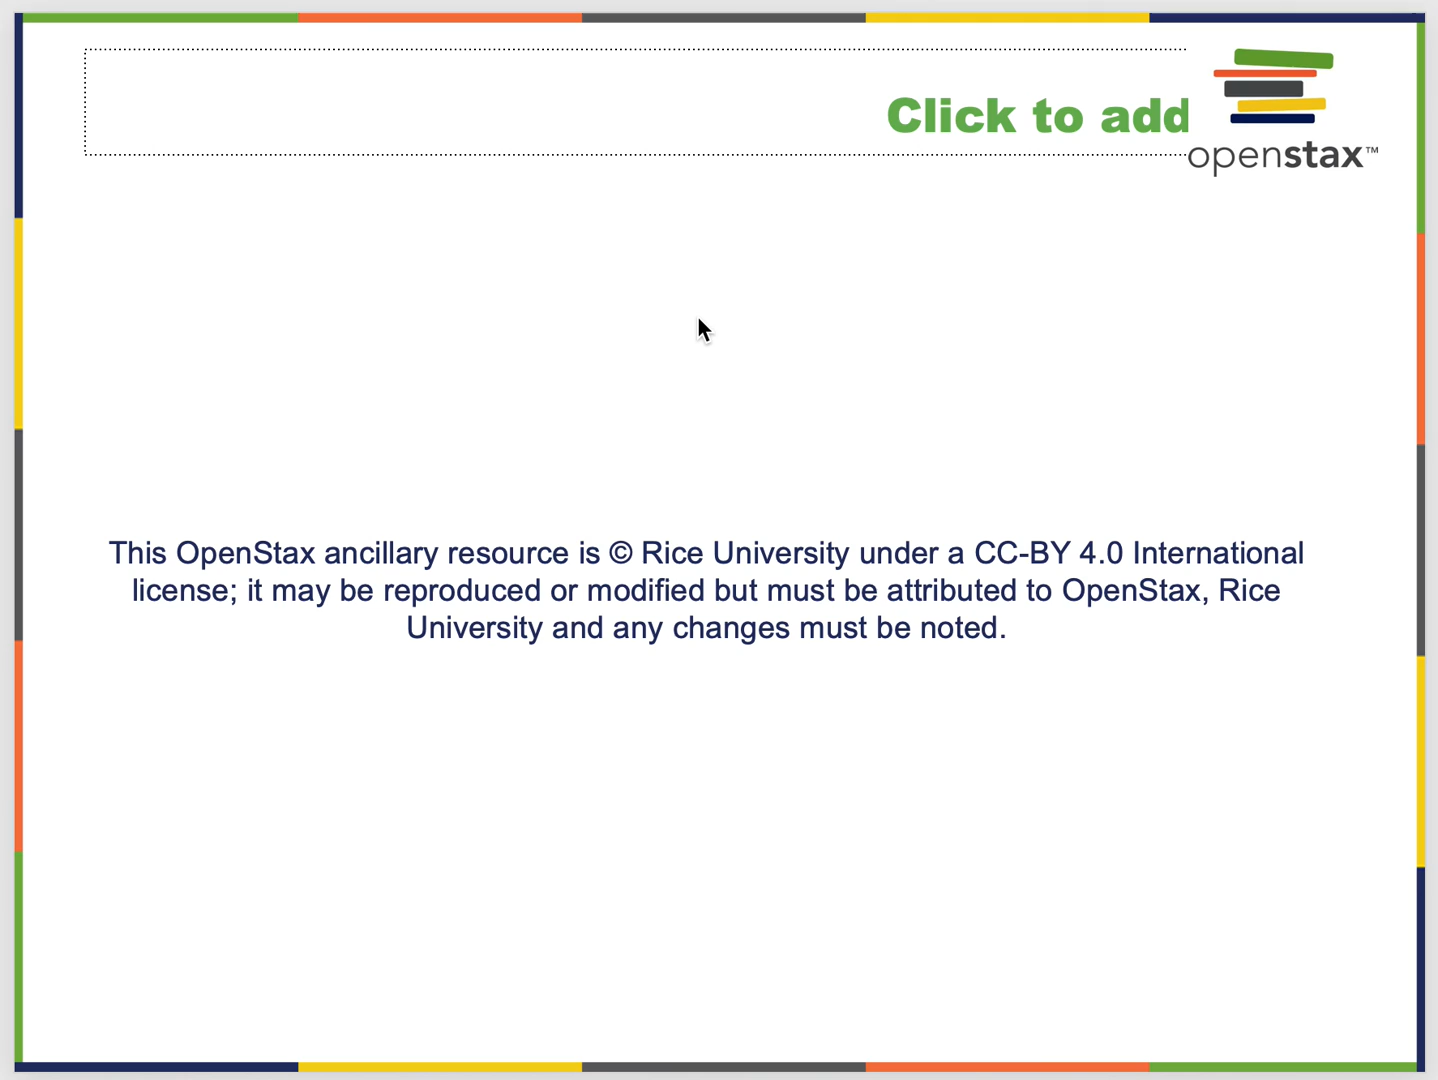 Click to add
openstax™
This OpenStax ancillary resource is © Rice University under a CC-BY 4.0 International
license; it may be reproduced or modified but must be attributed to OpenStax, Rice
University and any changes must be noted.